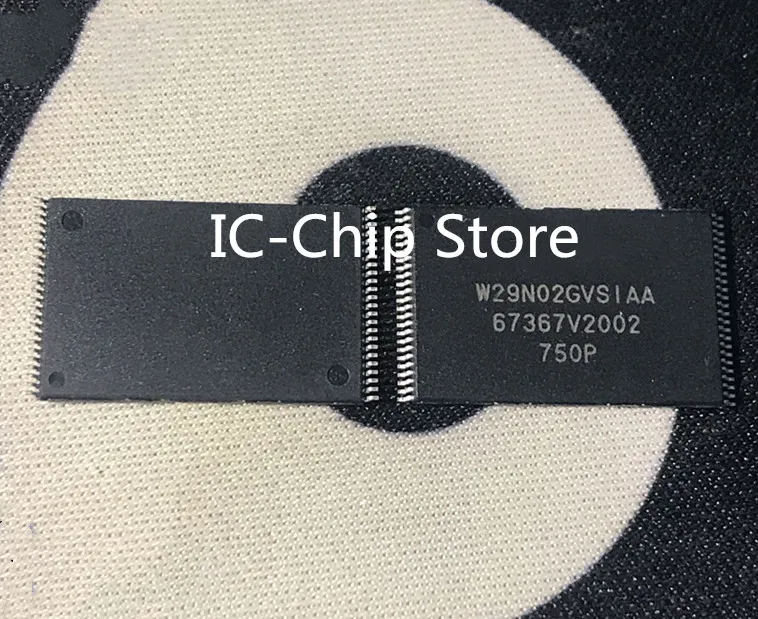 IC-Chip Store
W29N02GVSIAA
67367V2002
750P